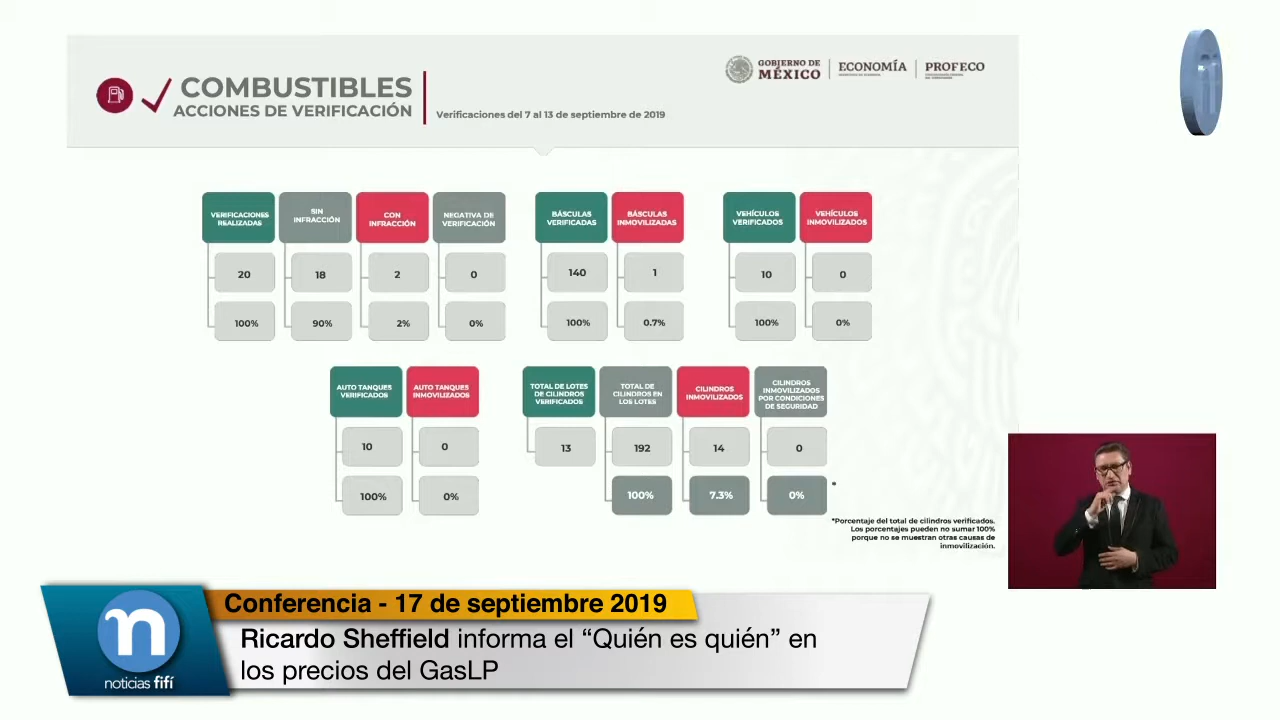 COMBUSTIBLES
ACCIONES DE VERIFICACIÓN
Verificaciones del 7 al 13 de septiembre de 2019
GOBIERNO DE
MÉXICO
ECONOMÍA
PROFECO
VERIFICACIONES
REALIZADAS
SIN
INFRACCIÓN
CON
INFRACCIÓN
NEGATIVA DE
VERIFICACIÓN
20
18
2
0
100%
90%
2%
0%
BÁSCULAS
VERIFICADAS
BÁSCULAS
INMOVILIZADAS
140
1
100%
0.7%
VEHÍCULOS
VERIFICADOS
VEHÍCULOS
INMOVILIZADOS
10
0
100%
0%
AUTO TANQUES
VERIFICADOS
AUTO TANQUES
INMOVILIZADOS
10
0
100%
0%
TOTAL DE LOTES
DE CILINDROS
VERIFICADOS
TOTAL DE
CILINDROS EN
LOS LOTES
CILINDROS
INMOVILIZADOS
CILINDROS
INMOVILIZADOS
POR CONDICIONES
DE SEGURIDAD
13
192
14
0
100%
7.3%
0%
*
*Porcentaje del total de cilindros verificados.
Los porcentajes pueden no sumar 100%
porque no se muestran otras causas de
inmovilización.
Conferencia - 17 de septiembre 2019
Ricardo Sheffield informa el “Quién es quién” en
los precios del GasLP
n
noticias fifí